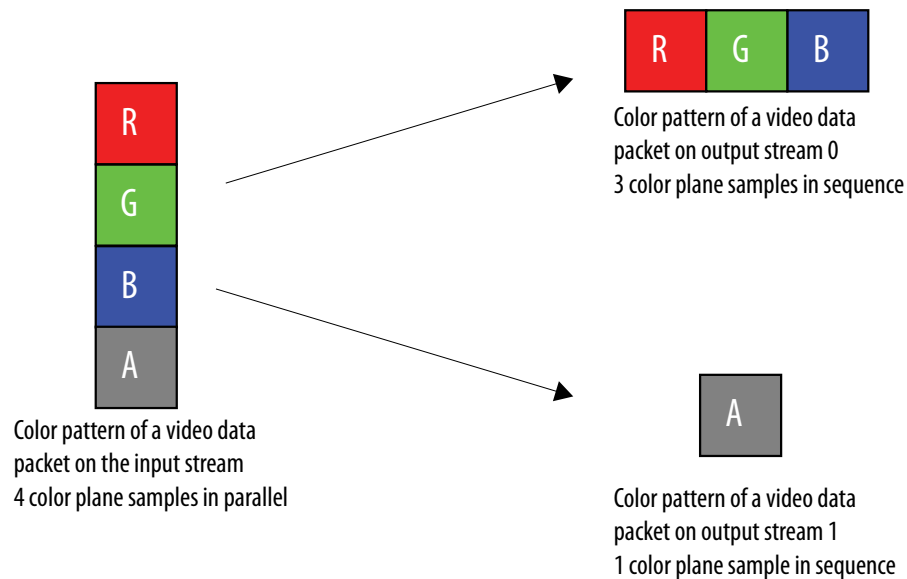 R
G
B
A
Color pattern of a video data
packet on the input stream
4 color plane samples in parallel
R G B
Color pattern of a video data
packet on output stream 0
3 color plane samples in sequence
A
Color pattern of a video data
packet on output stream 1
1 color plane sample in sequence